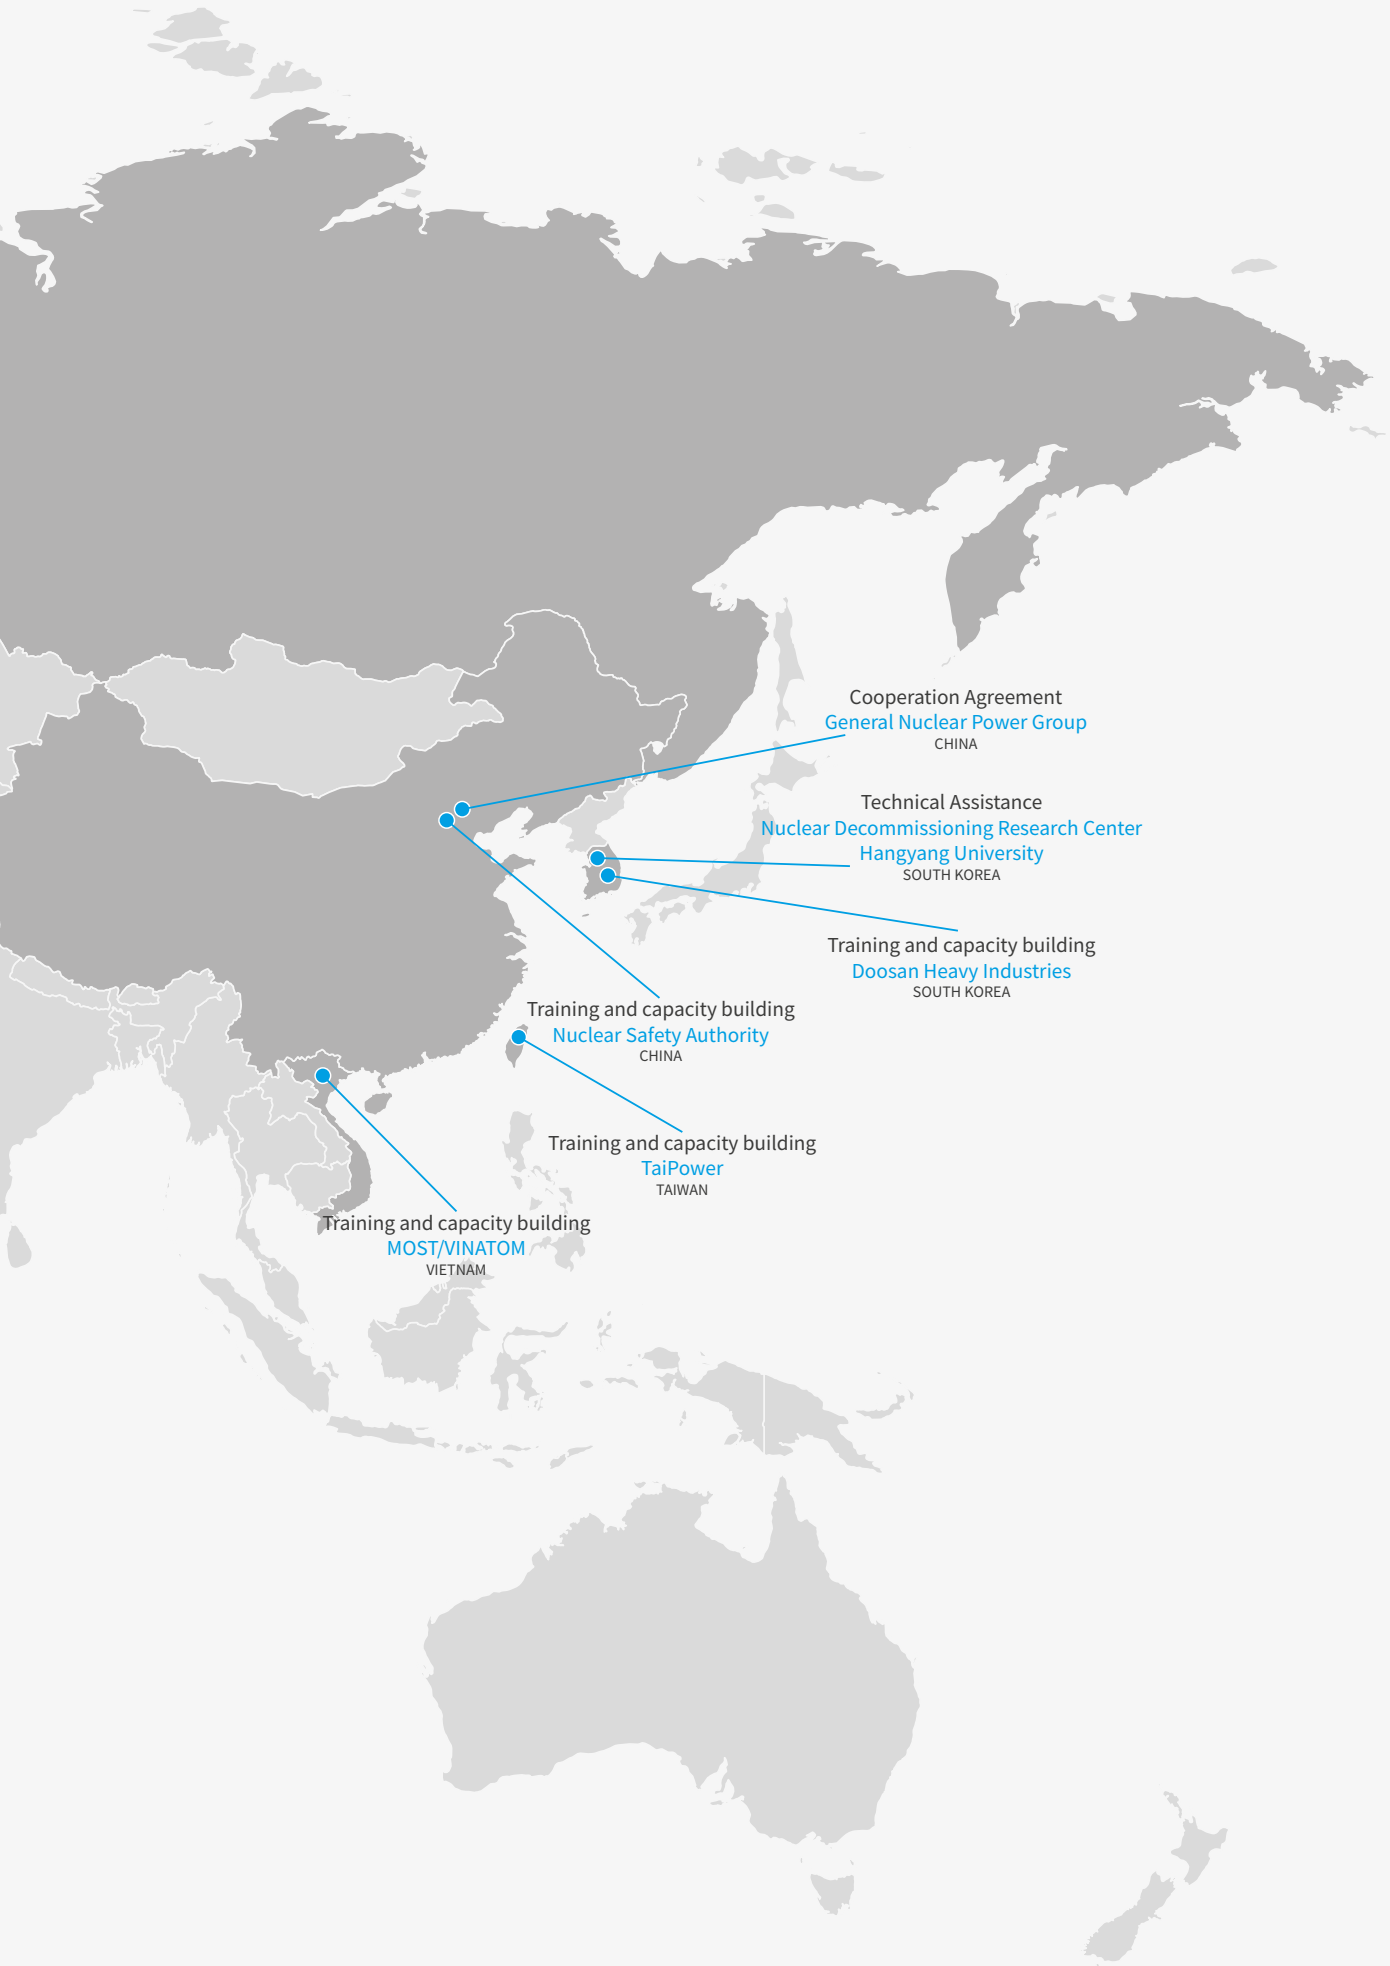 Cooperation Agreement
General Nuclear Power Group
CHINA
Technical Assistance
Nuclear Decommissioning Research Center
Hangyang University
SOUTH KOREA
Training and capacity building
Doosan Heavy Industries
SOUTH KOREA
Training and capacity building
Nuclear Safety Authority
CHINA
Training and capacity building
TaiPower
TAIWAN
Training and capacity building
MOST/VINATOM
VIETNAM